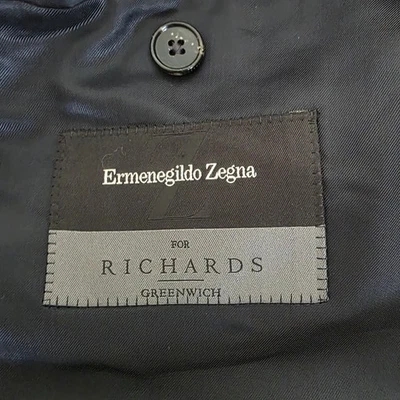 Ermenegildo Zegna
FOR
RICHARDS
GREENWICH